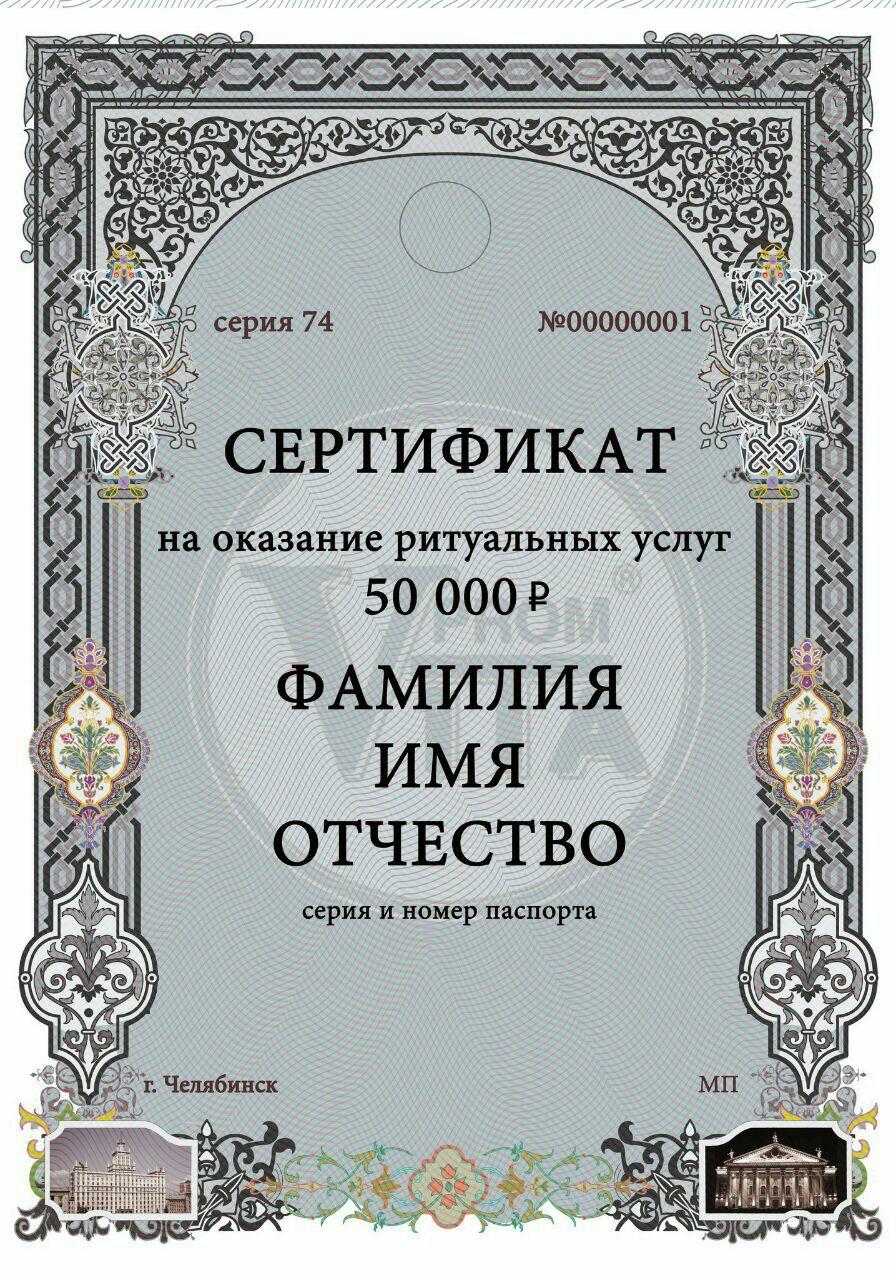 серия 74 №00000001
СЕРТИФИКАТ
на оказание ритуальных услуг
50 000 ₽
PROM®
VITA
ФАМИЛИЯ
ИМЯ
ОТЧЕСТВО
серия и номер паспорта
г. Челябинск МП